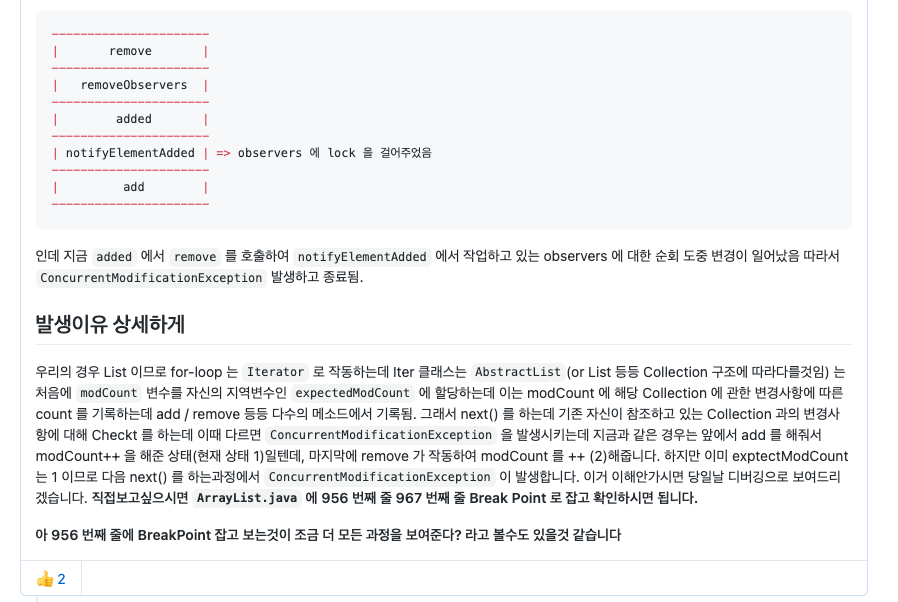 ----------------------
|       remove       |
----------------------
|   removeObservers  |
----------------------
|        added       |
----------------------
| notifyElementAdded | => observers 에 lock 을 걸어주었음
----------------------
|         add        |
----------------------
인데 지금 added 에서 remove 를 호출하여 notifyElementAdded 에서 작업하고 있는 observers 에 대한 순회 도중 변경이 일어났음 따라서
ConcurrentModificationException 발생하고 종료됨.
발생이유 상세하게
우리의 경우 List 이므로 for-loop 는 Iterator 로 작동하는데 Iter 클래스는 AbstractList (or List 등등 Collection 구조에 따라다를것임) 는
처음에 modCount 변수를 자신의 지역변수인 expectedModCount 에 할당하는데 이는 modCount 에 해당 Collection 에 관한 변경사항에 따른
count 를 기록하는데 add / remove 등등 다수의 메소드에서 기록됨. 그래서 next() 를 하는데 기존 자신이 참조하고 있는 Collection 과의 변경사
항에 대해 Checkt 를 하는데 이때 다르면 ConcurrentModificationException 을 발생시키는데 지금과 같은 경우는 앞에서 add 를 해줘서
modCount++ 을 해준 상태(현재 상태 1)일텐데, 마지막에 remove 가 작동하여 modCount 를 ++ (2)해줍니다. 하지만 이미 exptectModCount
는 1 이므로 다음 next() 를 하는과정에서 ConcurrentModificationException 이 발생합니다. 이거 이해안가시면 당일날 디버깅으로 보여드리
겠습니다. 직접보고싶으시면 ArrayList.java 에 956 번째 줄 967 번째 줄 Break Point 로 잡고 확인하시면 됩니다.
아 956 번째 줄에 BreakPoint 잡고 보는것이 조금 더 모든 과정을 보여준다? 라고 볼수도 있을것 같습니다
👍 2